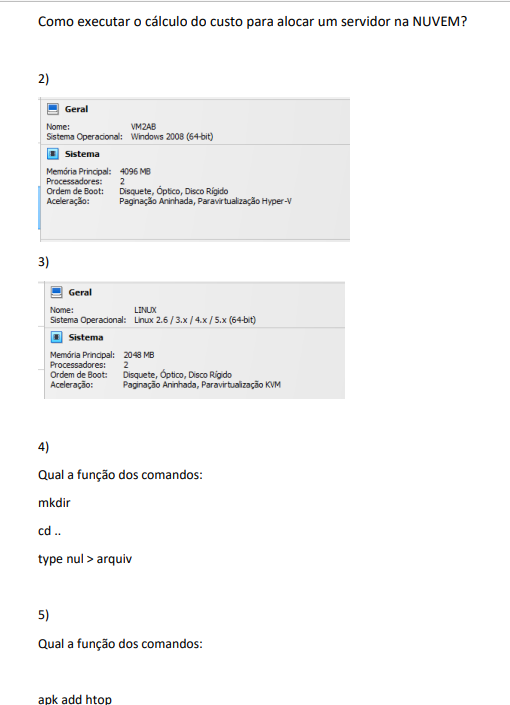 Como executar o cálculo do custo para alocar um servidor na NUVEM?
2)
Geral
Nome: VM2AB
Sistema Operacional: Windows 2008 (64-bit)
Sistema
Memória Principal: 4096 MB
Processadores: 2
Ordem de Boot: Disquete, Óptico, Disco Rígido
Aceleração: Paginação Aninhada, Paravirtualização Hyper-V
3)
Geral
Nome: LINUX
Sistema Operacional: Linux 2.6 / 3.x / 4.x / 5.x (64-bit)
Sistema
Memória Principal: 2048 MB
Processadores: 2
Ordem de Boot: Disquete, Óptico, Disco Rígido
Aceleração: Paginação Aninhada, Paravirtualização KVM
4)
Qual a função dos comandos:
mkdir
cd ..
type nul > arquiv
5)
Qual a função dos comandos:
apk add htop